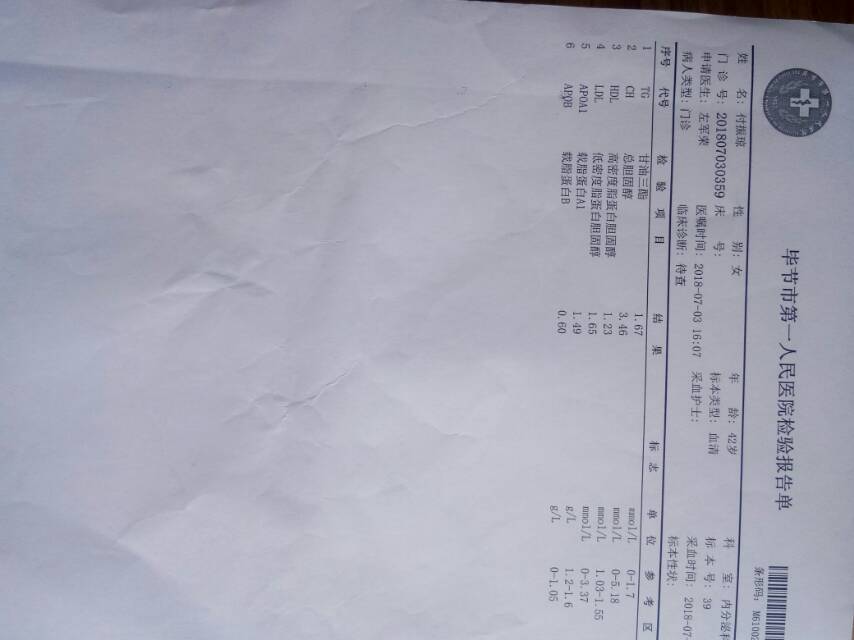 毕节市第一人民医院检验报告单
条形码: M61002
姓 名: 付振琼 性 别: 女 年 龄: 42岁 科 室: 内分泌科
门 诊 号: 201807030359 床 号: 标本类型: 血清 标 本 号: 39
申请医生: 左军荣 医嘱时间: 2018-07-03 16:07 采血护士: 采血时间: 2018-07-
病人类型: 门诊 临床诊断: 待查 标本性状:
序号 代号 检 验 项 目 结 果 标 志 单 位 参 考 区
1 TG 甘油三酯 1.67 mmol/L 0-1.7
2 CH 总胆固醇 3.46 mmol/L 0-5.18
3 HDL 高密度脂蛋白胆固醇 1.23 mmol/L 1.03-1.55
4 LDL 低密度脂蛋白胆固醇 1.65 mmol/L 0-3.37
5 APOA1 载脂蛋白A1 1.49 g/L 1.2-1.6
6 APOB 载脂蛋白B 0.60 g/L 0-1.05